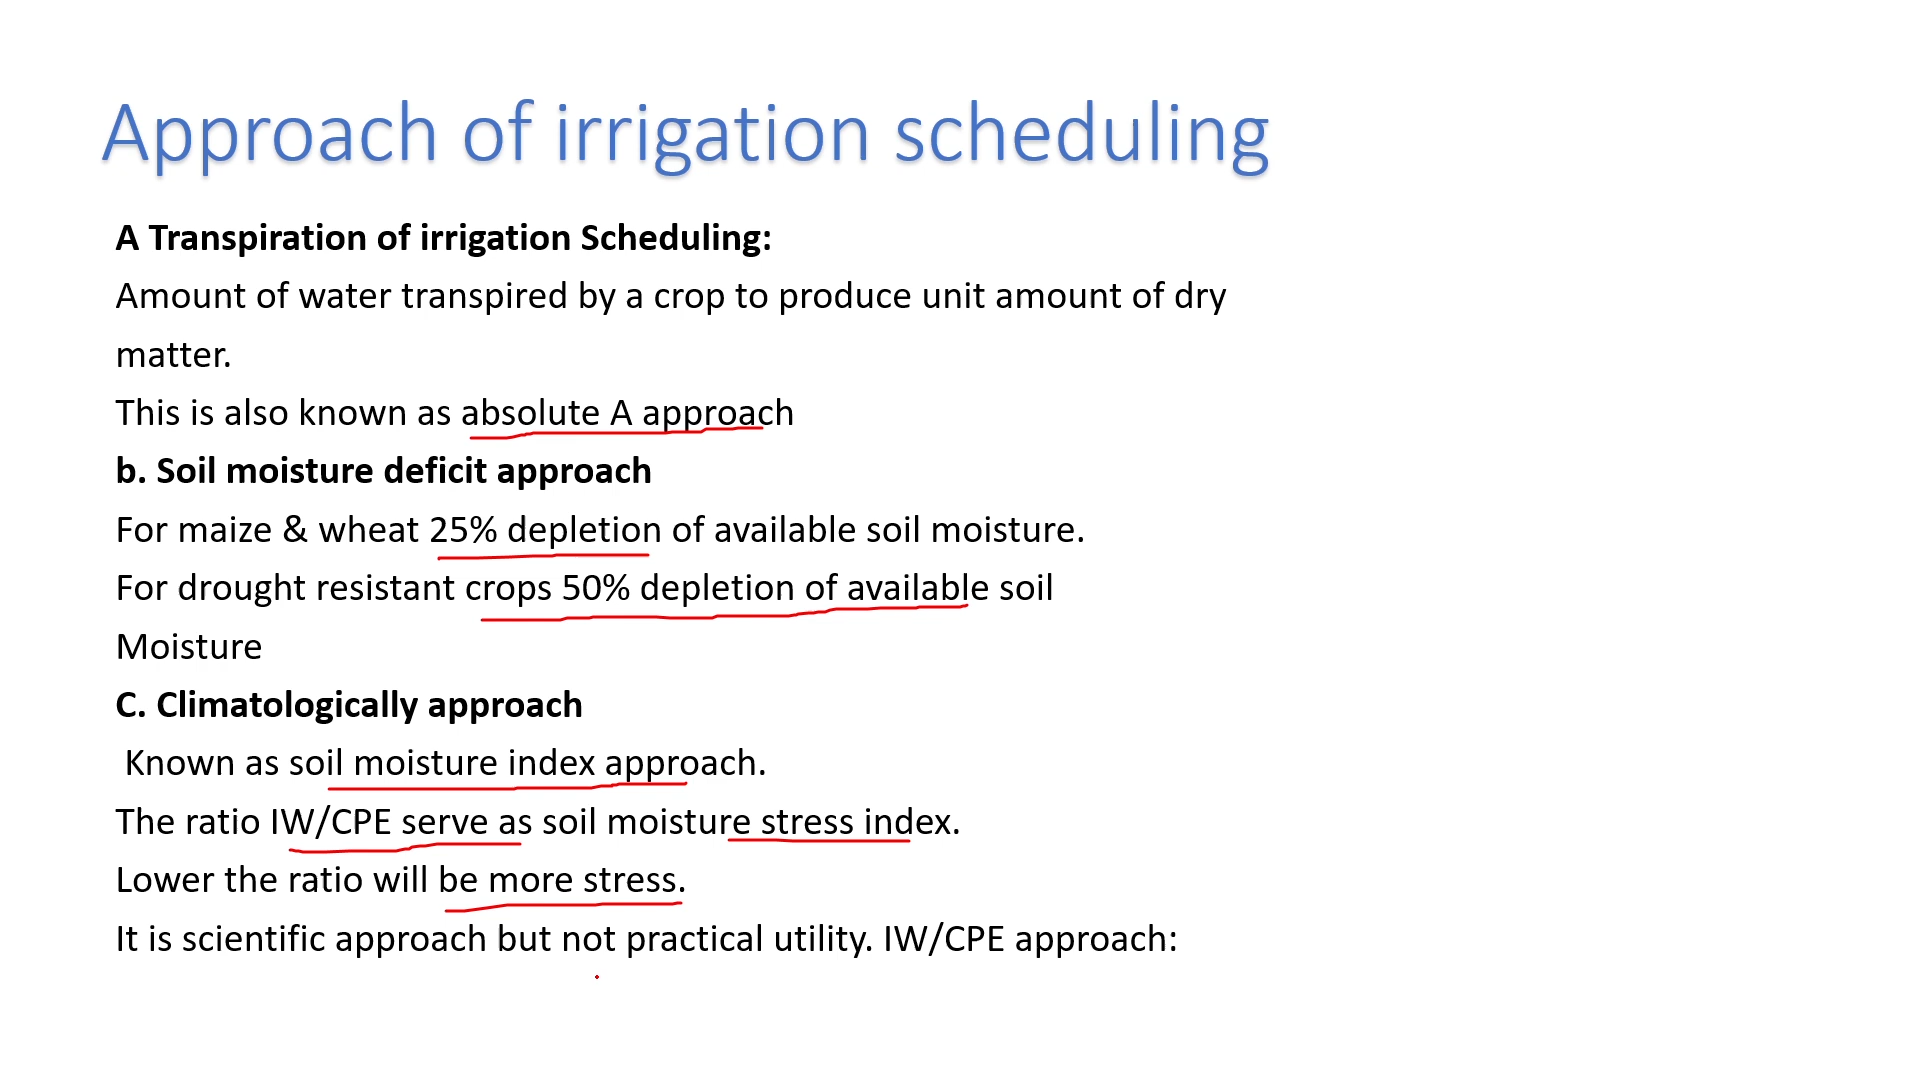 Approach of irrigation scheduling
A Transpiration of irrigation Scheduling:
Amount of water transpired by a crop to produce unit amount of dry
matter.
This is also known as absolute A approach
b. Soil moisture deficit approach
For maize & wheat 25% depletion of available soil moisture.
For drought resistant crops 50% depletion of available soil
Moisture
C. Climatologically approach
Known as soil moisture index approach.
The ratio IW/CPE serve as soil moisture stress index.
Lower the ratio will be more stress.
It is scientific approach but not practical utility. IW/CPE approach: